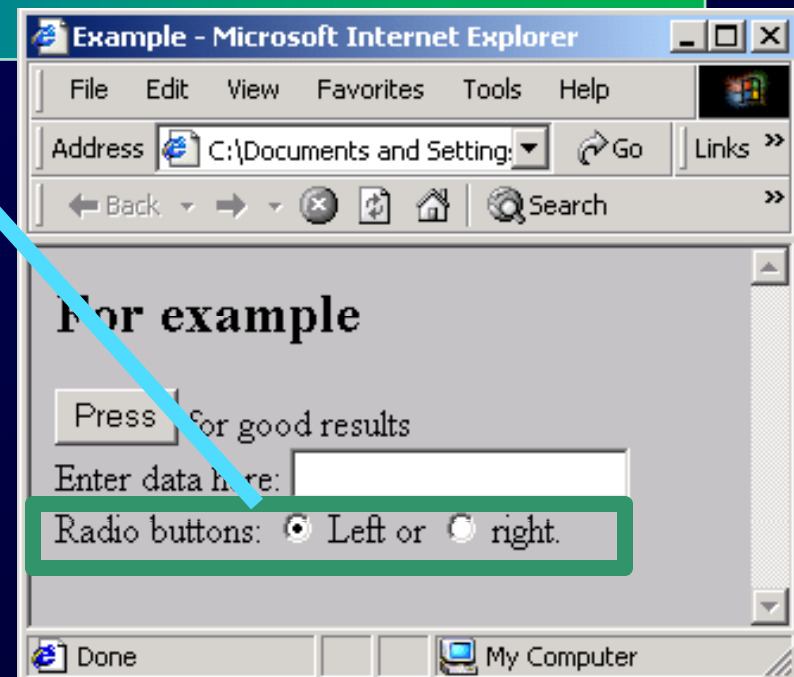 Example - Microsoft Internet Explorer
File Edit View Favorites Tools Help
Address C:\Documents and Setting: Go Links »
Back Search »
For example
Press for good results
Enter data here:
Radio buttons: Left or right.
Done My Computer